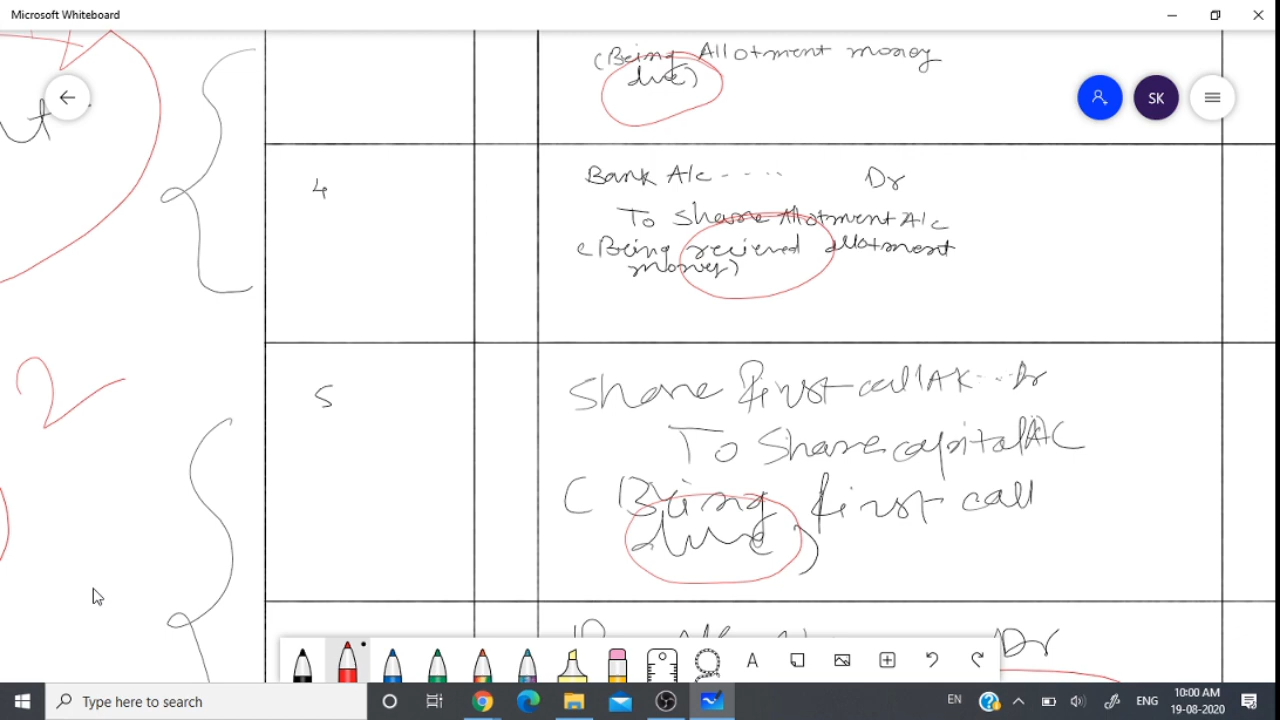 Microsoft Whiteboard
(Being Allotment money
due)
SK
4
Bank A/c ----- Dr
To Share Allotment A/c
(Being recieved allotment
money)
2
5
Share first call A/c ... Dr
To Share capital A/C
(Being first call
due)
Dr
A
Type here to search
EN
ENG
10:00 AM
19-08-2020